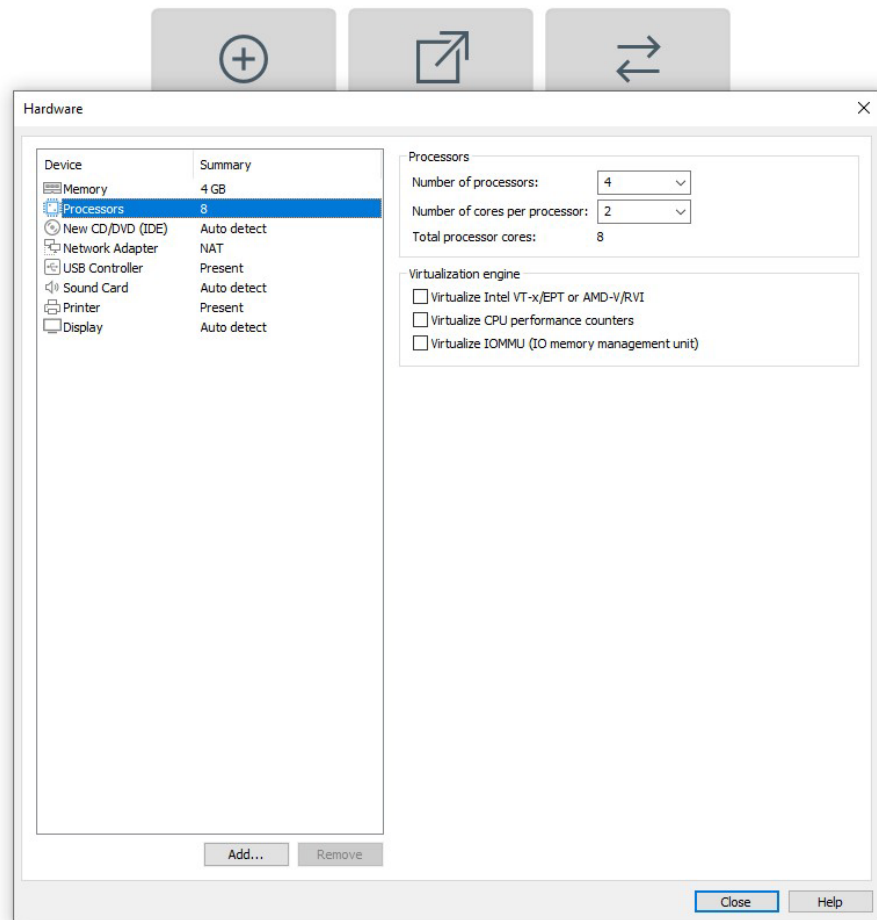 Hardware
Device Summary
Memory 4 GB
Processors 8
New CD/DVD (IDE) Auto detect
Network Adapter NAT
USB Controller Present
Sound Card Auto detect
Printer Present
Display Auto detect
Add... Remove
Processors
Number of processors: 4
Number of cores per processor: 2
Total processor cores: 8
Virtualization engine
Virtualize Intel VT-x/EPT or AMD-V/RVI
Virtualize CPU performance counters
Virtualize IOMMU (IO memory management unit)
Close Help